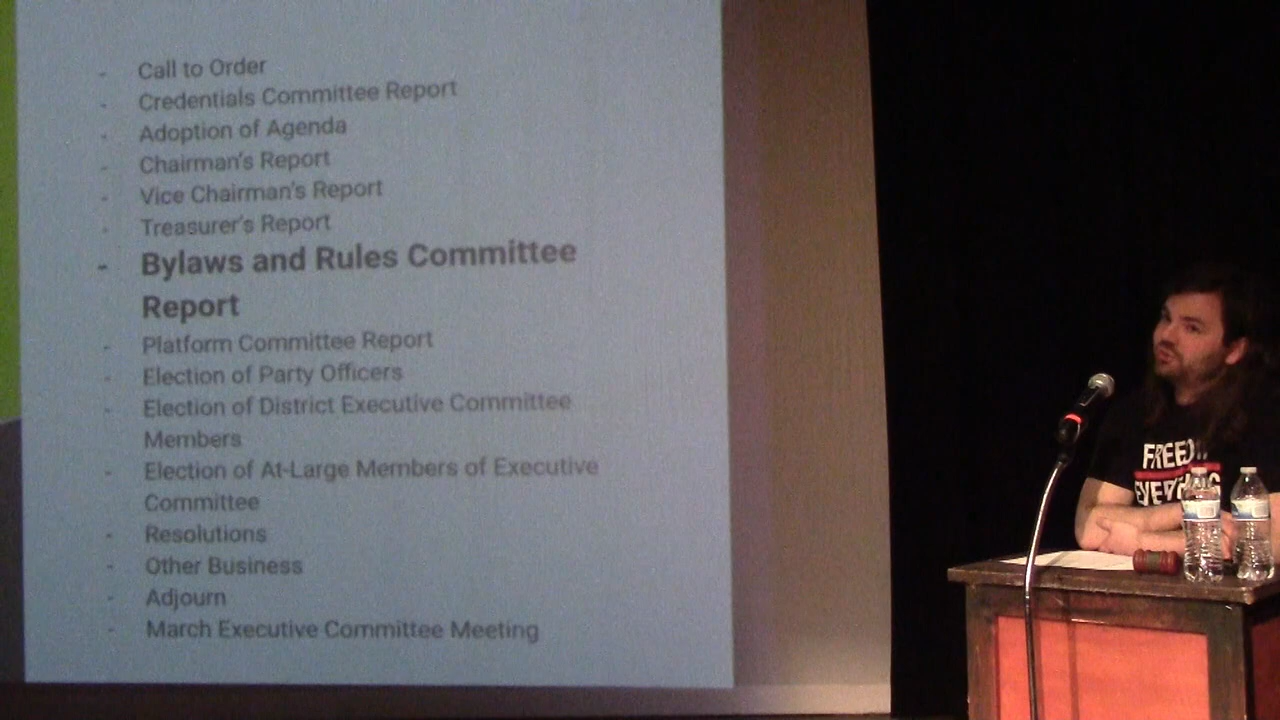 - Call to Order
- Credentials Committee Report
- Adoption of Agenda
- Chairman's Report
- Vice Chairman's Report
- Treasurer's Report
- Bylaws and Rules Committee
Report
- Platform Committee Report
- Election of Party Officers
- Election of District Executive Committee
Members
- Election of At-Large Members of Executive
Committee
- Resolutions
- Other Business
- Adjourn
- March Executive Committee Meeting